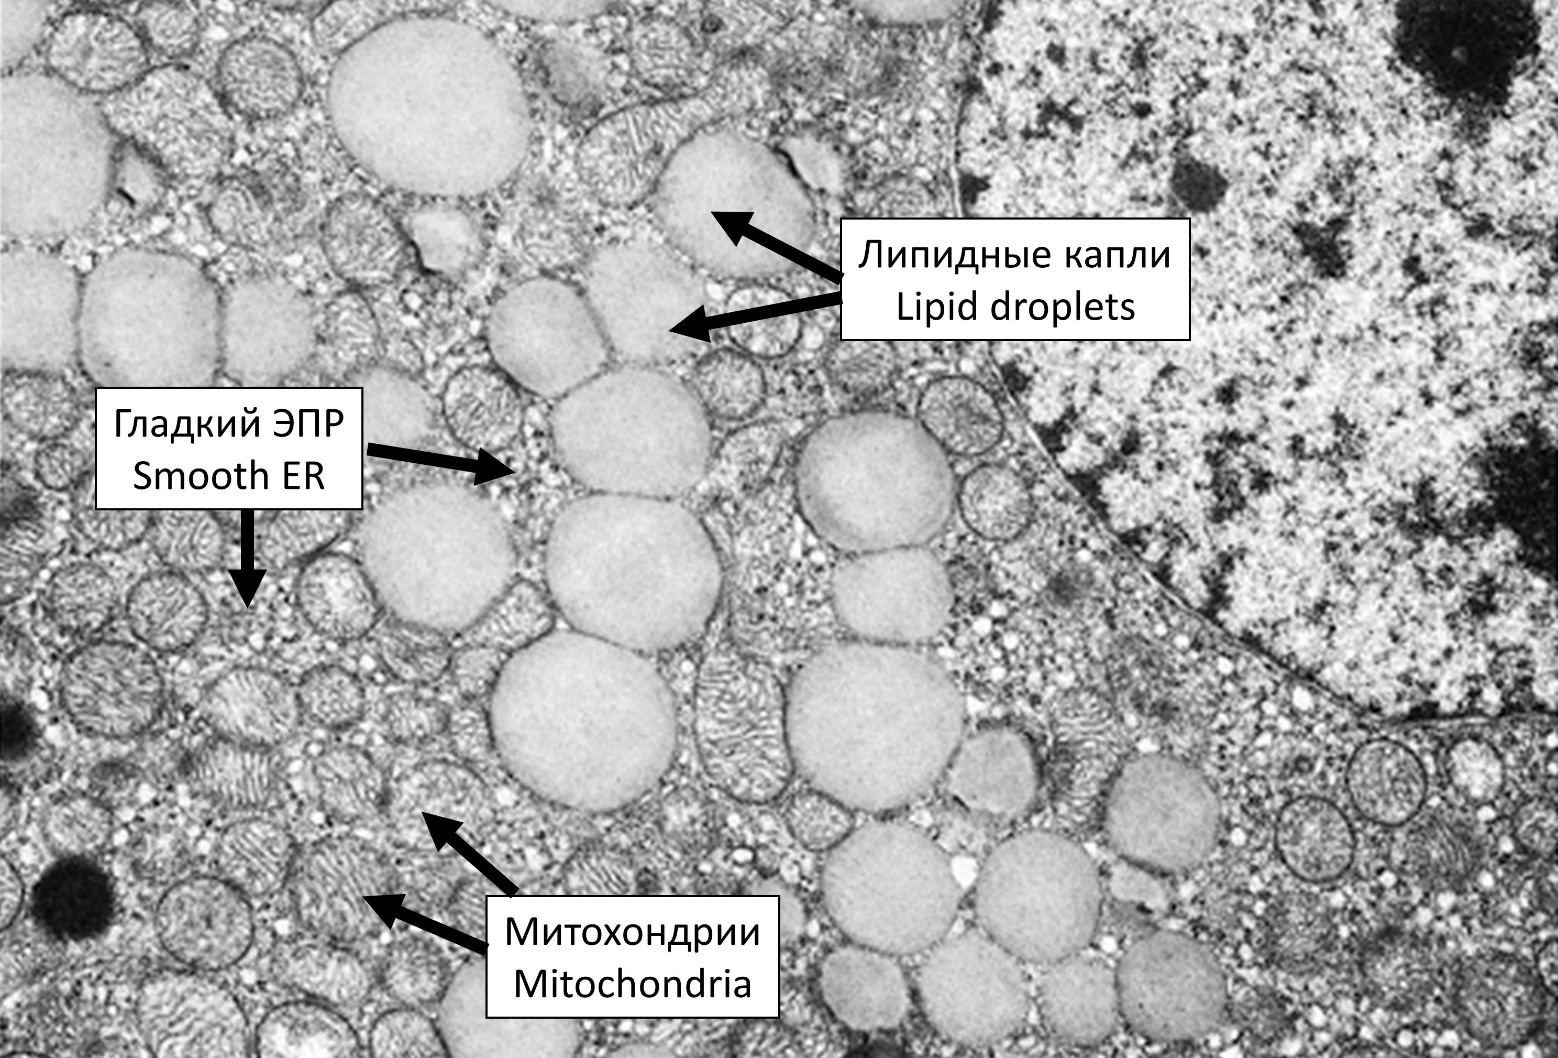 Липидные капли
Lipid droplets
Гладкий ЭПР
Smooth ER
Митохондрии
Mitochondria